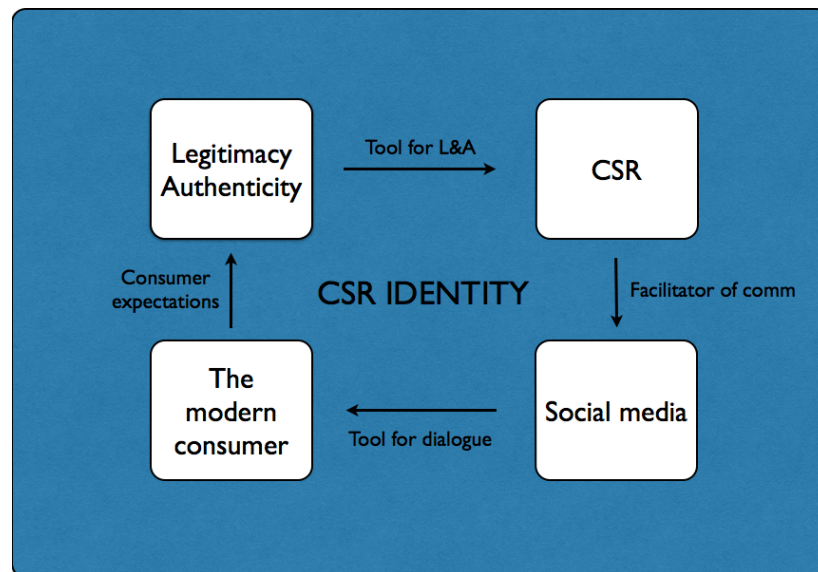 Legitimacy
Authenticity
Tool for L&A
CSR
Consumer
expectations
CSR IDENTITY
Facilitator of comm
The
modern
consumer
Tool for dialogue
Social media